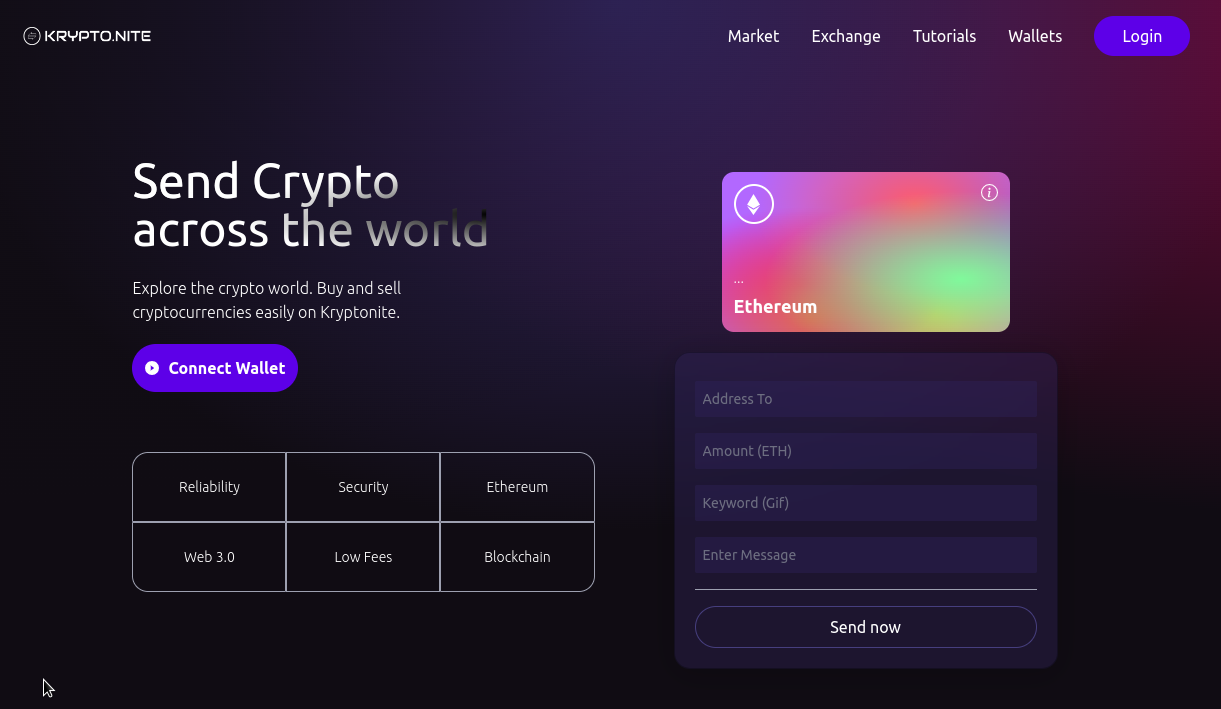 KRYPTO.NITE
Market Exchange Tutorials Wallets Login
Send Crypto
across the world
Explore the crypto world. Buy and sell
cryptocurrencies easily on Kryptonite.
Connect Wallet
Reliability Security Ethereum
Web 3.0 Low Fees Blockchain
i
...
Ethereum
Address To
Amount (ETH)
Keyword (Gif)
Enter Message
Send now